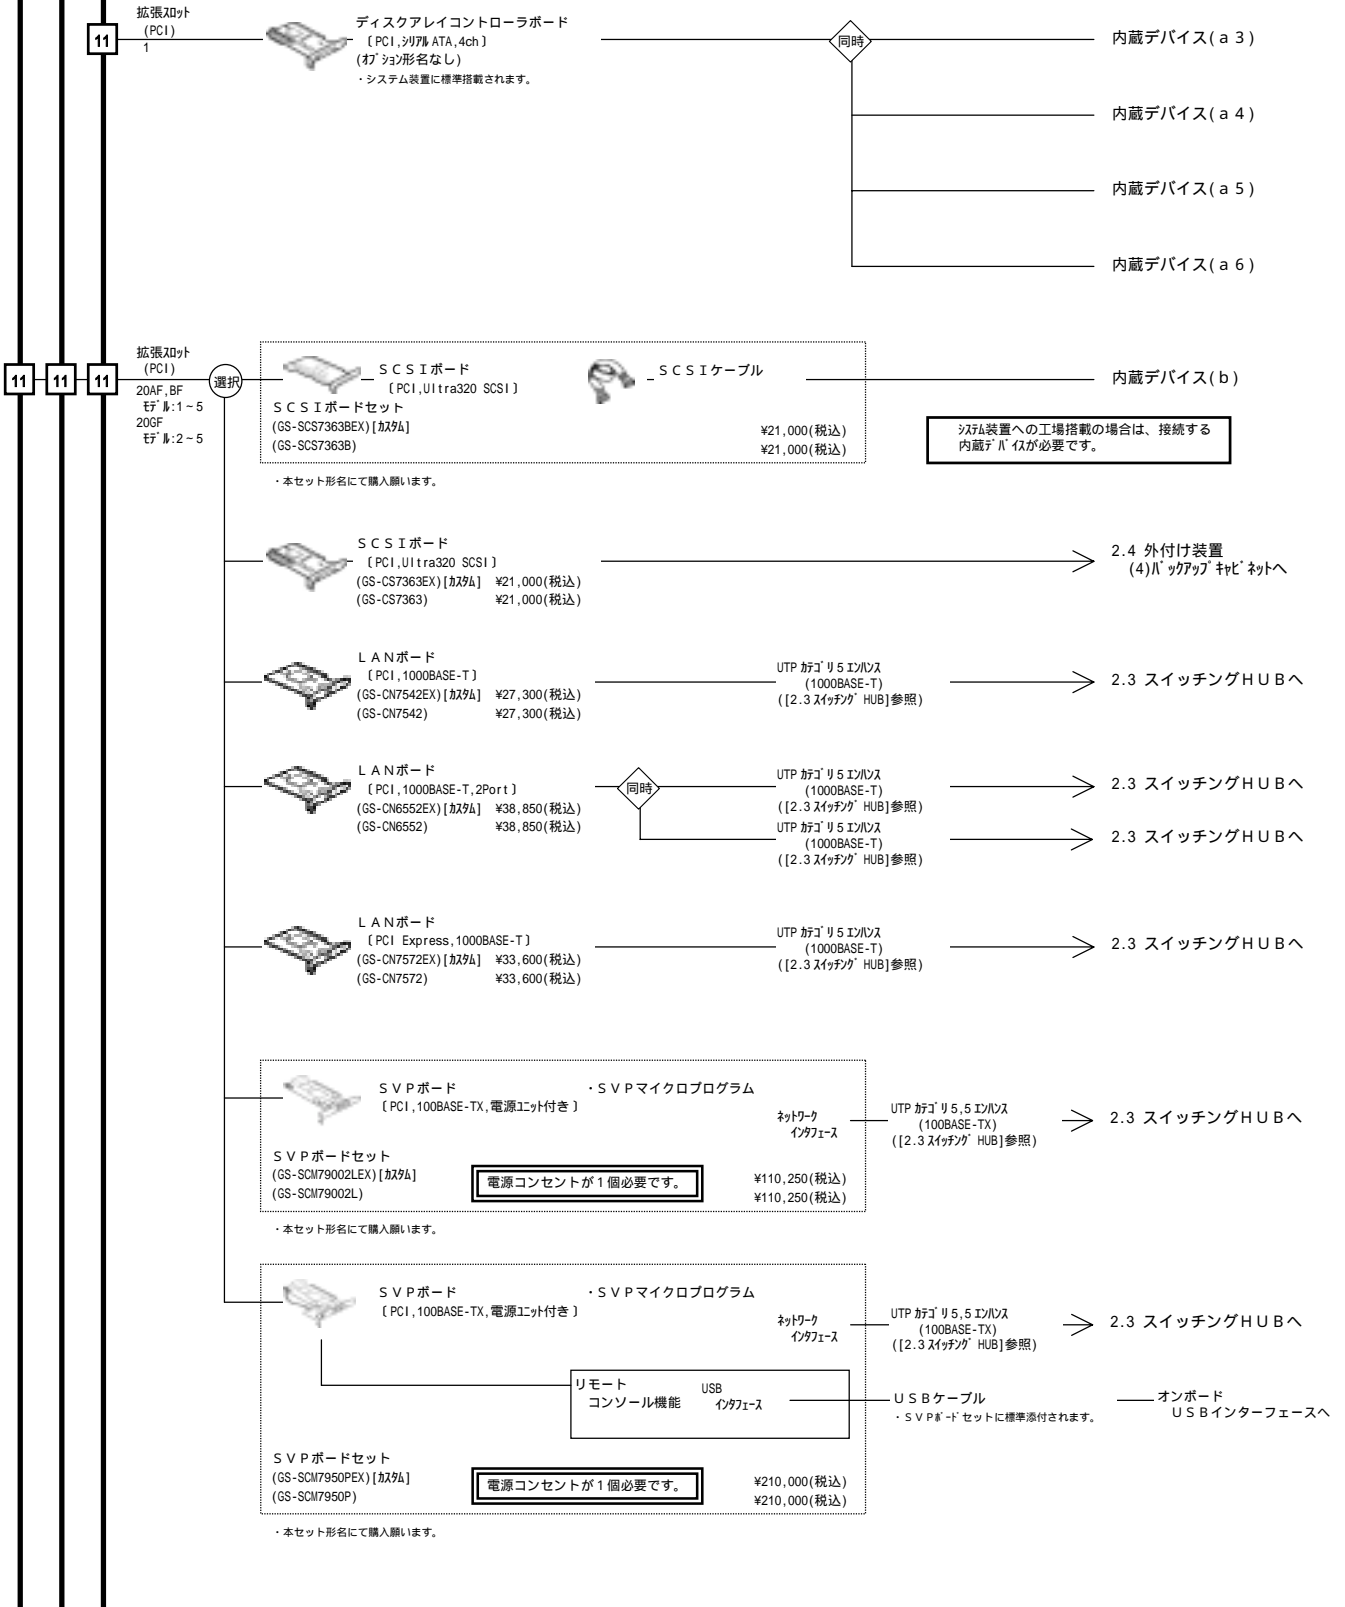 拡張スロット
(PCI)
1
11
ディスクアレイコントローラボード
〔PCI,シリアル ATA,4ch〕
(オプション形名なし)
・システム装置に標準搭載されます。
同時
内蔵デバイス(a3)
内蔵デバイス(a4)
内蔵デバイス(a5)
内蔵デバイス(a6)
11
11
11
拡張スロット
(PCI)
20AF,BF
モデル:1~5
20GF
モデル:2~5
選択
SCSIボード
〔PCI,Ultra320 SCSI〕
SCSIケーブル
内蔵デバイス(b)
SCSIボードセット
(GS-SCS7363BEX)[カスタム] ¥21,000(税込)
(GS-SCS7363B) ¥21,000(税込)
システム装置への工場搭載の場合は、接続する
内蔵デバイスが必要です。
・本セット形名にて購入願います。
SCSIボード
〔PCI,Ultra320 SCSI〕
(GS-CS7363EX)[カスタム] ¥21,000(税込)
(GS-CS7363) ¥21,000(税込)
2.4 外付け装置
(4)バックアップキャビネットへ
LANボード
〔PCI,1000BASE-T〕
(GS-CN7542EX)[カスタム] ¥27,300(税込)
(GS-CN7542) ¥27,300(税込)
UTP カテゴリ5エンハンス
(1000BASE-T)
([2.3スイッチング HUB]参照)
2.3 スイッチングHUBへ
LANボード
〔PCI,1000BASE-T,2Port〕
(GS-CN6552EX)[カスタム] ¥38,850(税込)
(GS-CN6552) ¥38,850(税込)
同時
UTP カテゴリ5エンハンス
(1000BASE-T)
([2.3スイッチング HUB]参照)
2.3 スイッチングHUBへ
UTP カテゴリ5エンハンス
(1000BASE-T)
([2.3スイッチング HUB]参照)
2.3 スイッチングHUBへ
LANボード
〔PCI Express,1000BASE-T〕
(GS-CN7572EX)[カスタム] ¥33,600(税込)
(GS-CN7572) ¥33,600(税込)
UTP カテゴリ5エンハンス
(1000BASE-T)
([2.3スイッチング HUB]参照)
2.3 スイッチングHUBへ
SVPボード
〔PCI,100BASE-TX,電源ユニット付き〕
・SVPマイクロプログラム
ネットワーク
インタフェース
UTP カテゴリ5,5エンハンス
(100BASE-TX)
([2.3スイッチング HUB]参照)
2.3 スイッチングHUBへ
SVPボードセット
(GS-SCM79002LEX)[カスタム] ¥110,250(税込)
(GS-SCM79002L) ¥110,250(税込)
電源コンセントが1個必要です。
・本セット形名にて購入願います。
SVPボード
〔PCI,100BASE-TX,電源ユニット付き〕
・SVPマイクロプログラム
ネットワーク
インタフェース
UTP カテゴリ5,5エンハンス
(100BASE-TX)
([2.3スイッチング HUB]参照)
2.3 スイッチングHUBへ
リモート
コンソール機能
USB
インタフェース
USBケーブル
・SVPボードセットに標準添付されます。
オンボード
USBインターフェースへ
SVPボードセット
(GS-SCM7950PEX)[カスタム] ¥210,000(税込)
(GS-SCM7950P) ¥210,000(税込)
電源コンセントが1個必要です。
・本セット形名にて購入願います。